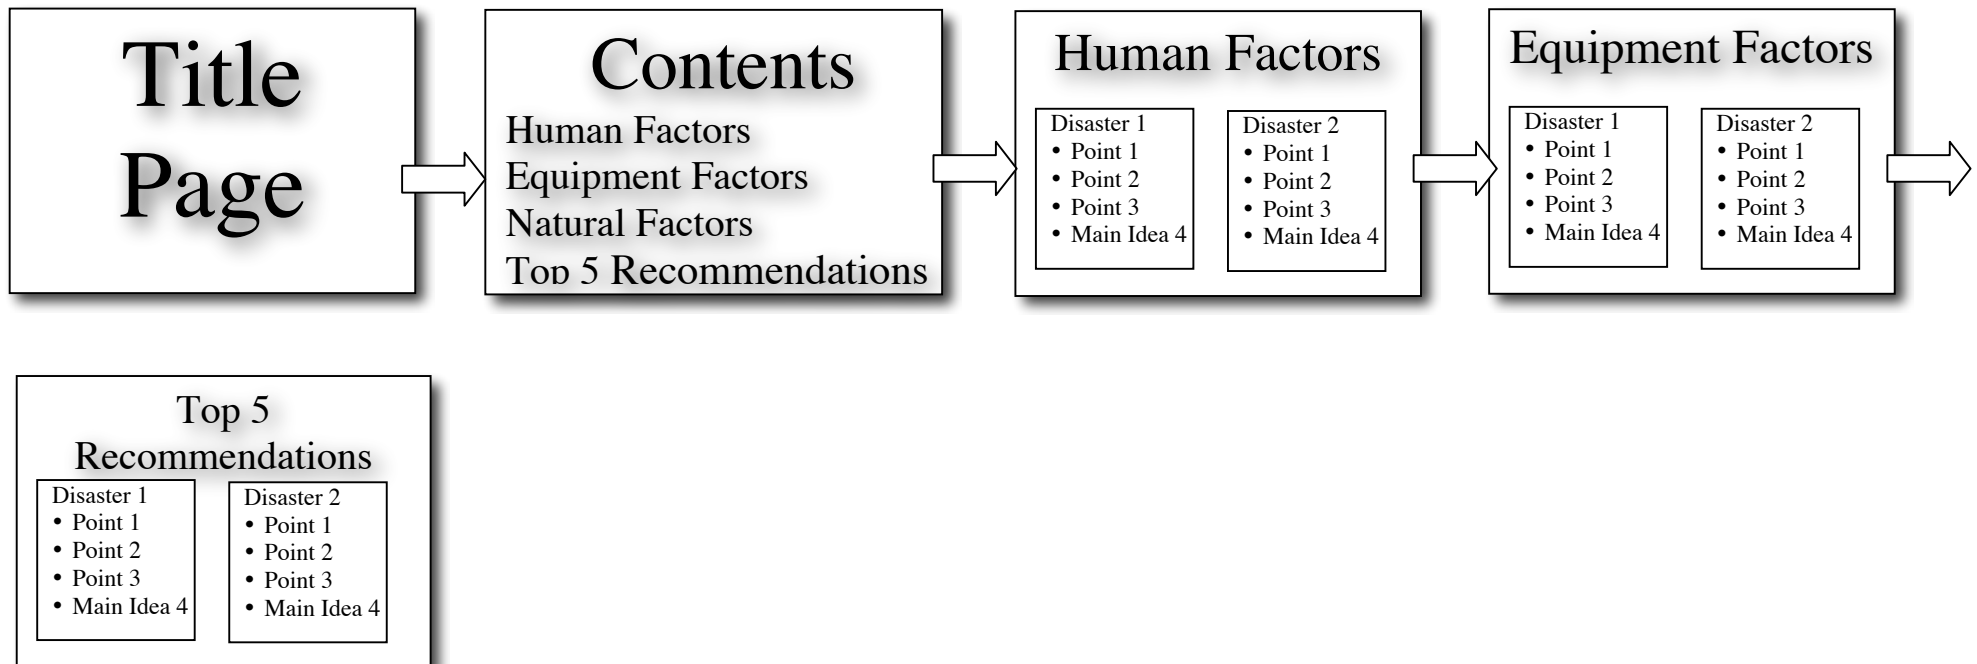 Title
Page
Contents
Human Factors
Equipment Factors
Natural Factors
Top 5 Recommendations
Human Factors
Disaster 1
• Point 1
• Point 2
• Point 3
• Main Idea 4
Disaster 2
• Point 1
• Point 2
• Point 3
• Main Idea 4
Equipment Factors
Disaster 1
• Point 1
• Point 2
• Point 3
• Main Idea 4
Disaster 2
• Point 1
• Point 2
• Point 3
• Main Idea 4
Top 5
Recommendations
Disaster 1
• Point 1
• Point 2
• Point 3
• Main Idea 4
Disaster 2
• Point 1
• Point 2
• Point 3
• Main Idea 4